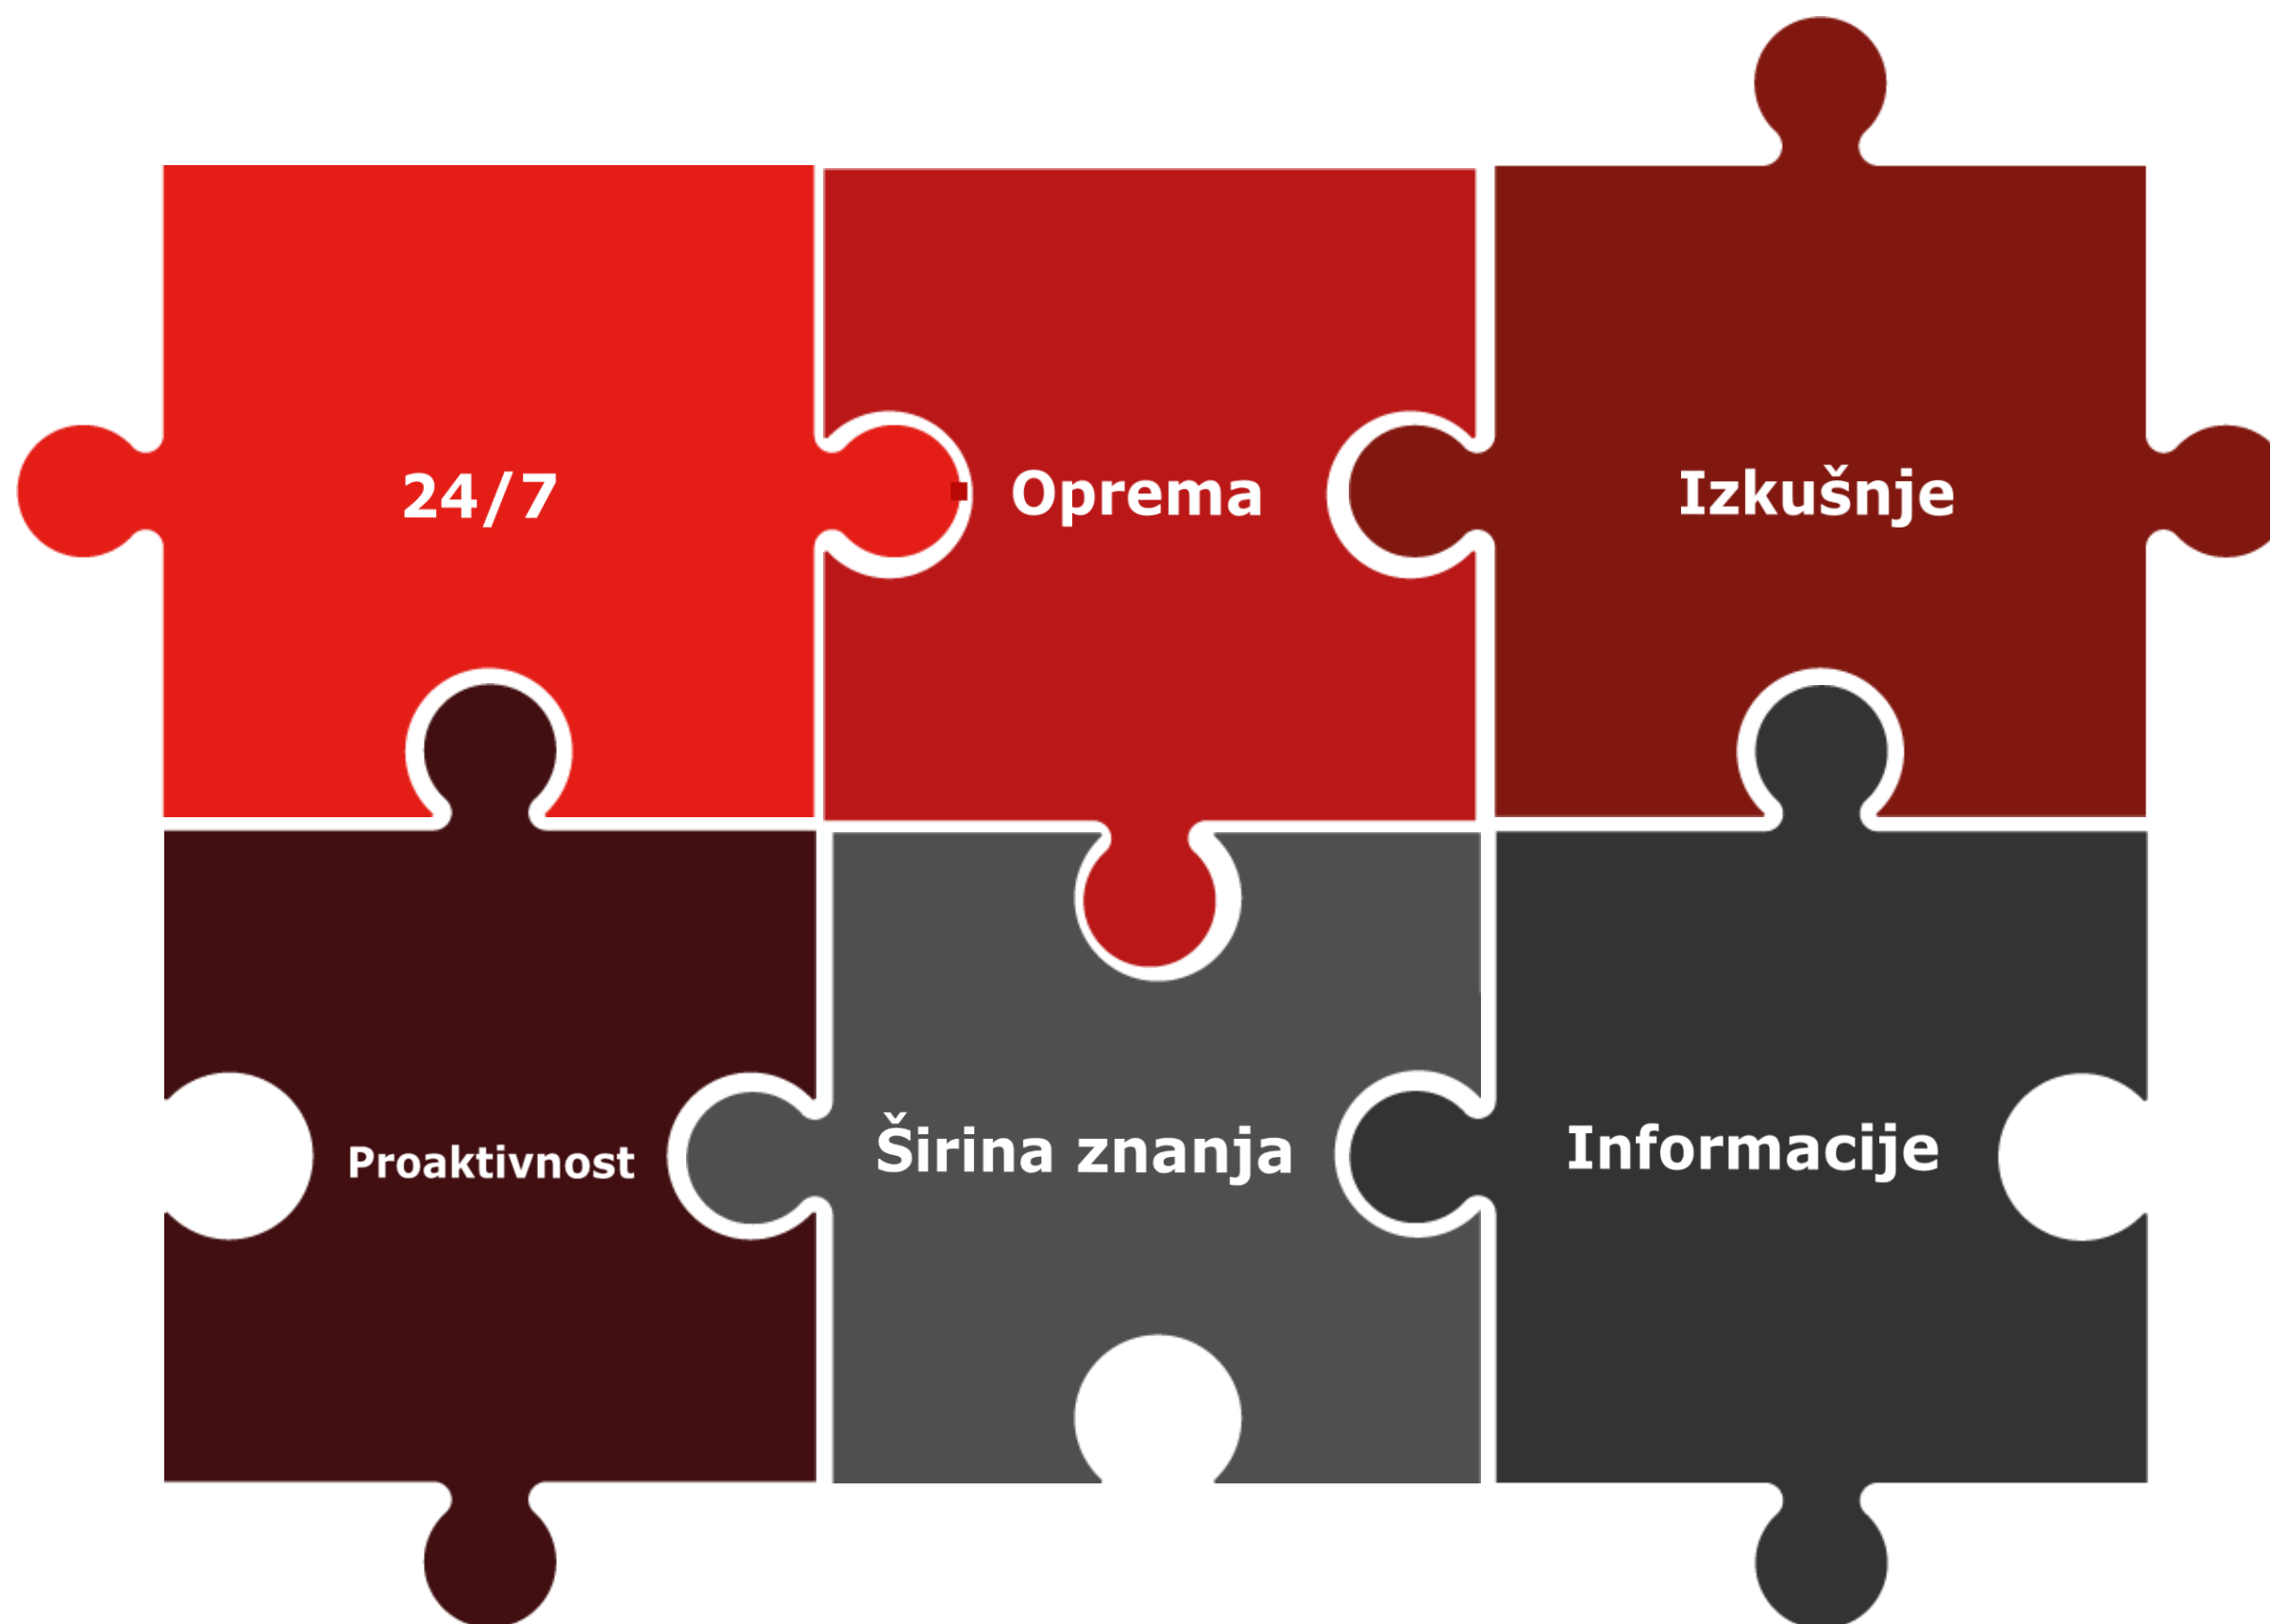 24/7
Oprema
Izkušnje
Proaktivnost
Širina znanja
Informacije